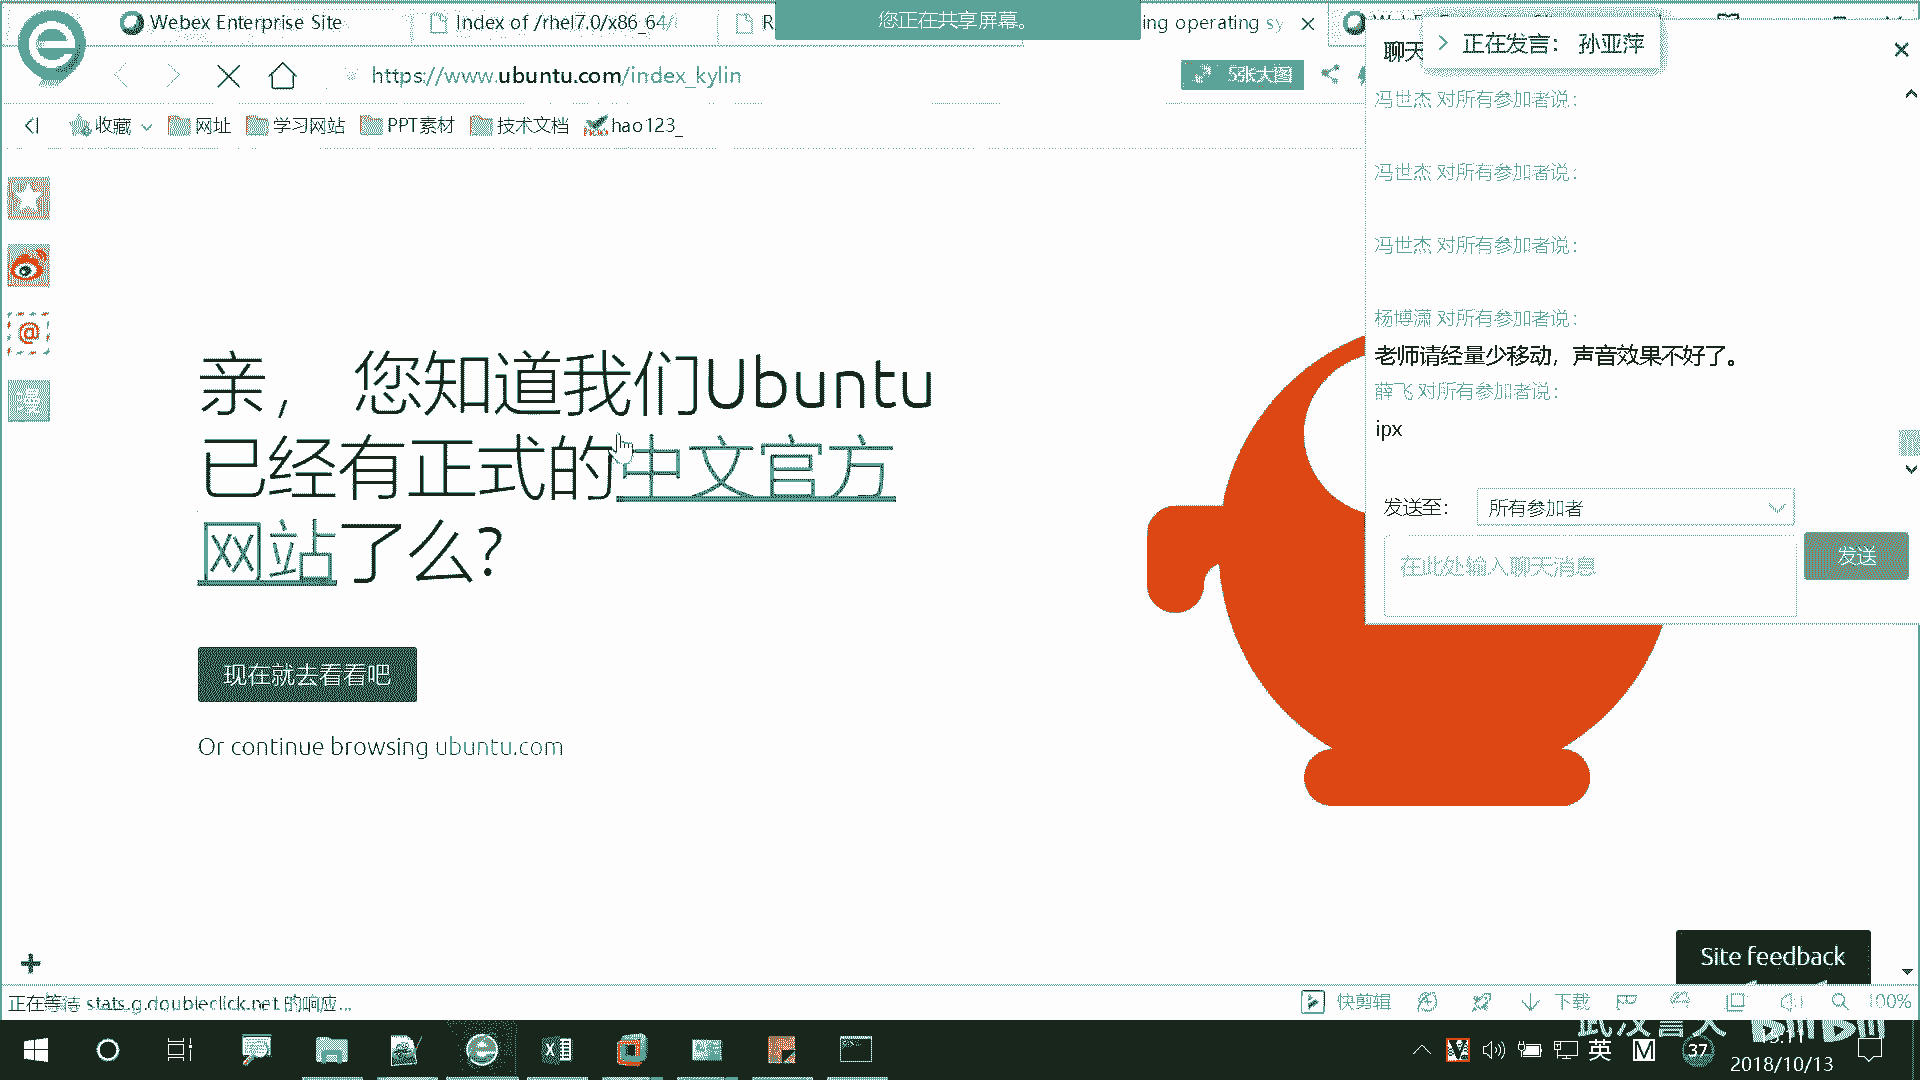 Webex Enterprise Site
Index of /rhel7.0/x86_64/
R
您正在共享屏幕。
ing operating sy
https://www.ubuntu.com/index_kylin
5张大图
收藏
网址
学习网站
PPT素材
技术文档
hao123_
亲，您知道我们Ubuntu
已经有正式的中文官方
网站了么?
现在就去看看吧
Or continue browsing ubuntu.com
聊天
正在发言: 孙亚萍
冯世杰 对所有参加者说:
冯世杰 对所有参加者说:
冯世杰 对所有参加者说:
杨博潇 对所有参加者说:
老师请经量少移动，声音效果不好了。
薛飞 对所有参加者说:
ipx
发送至:
所有参加者
在此处输入聊天消息
发送
Site feedback
正在等待 stats.g.doubleclick.net 的响应...
快剪辑
下载
100%
英
37
2018/10/13